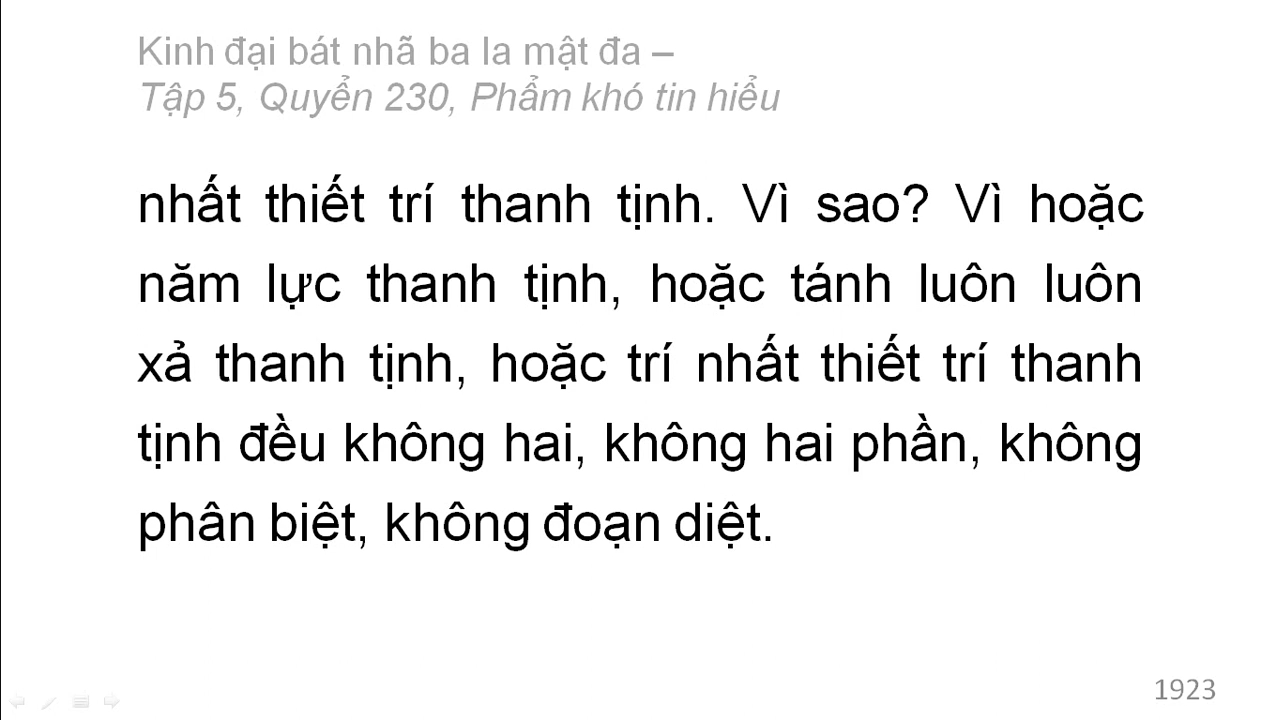 Kinh đại bát nhã ba la mật đa –
Tập 5, Quyển 230, Phẩm khó tin hiểu
nhất thiết trí thanh tịnh. Vì sao? Vì hoặc
năm lực thanh tịnh, hoặc tánh luôn luôn
xả thanh tịnh, hoặc trí nhất thiết trí thanh
tịnh đều không hai, không hai phần, không
phân biệt, không đoạn diệt.
1923